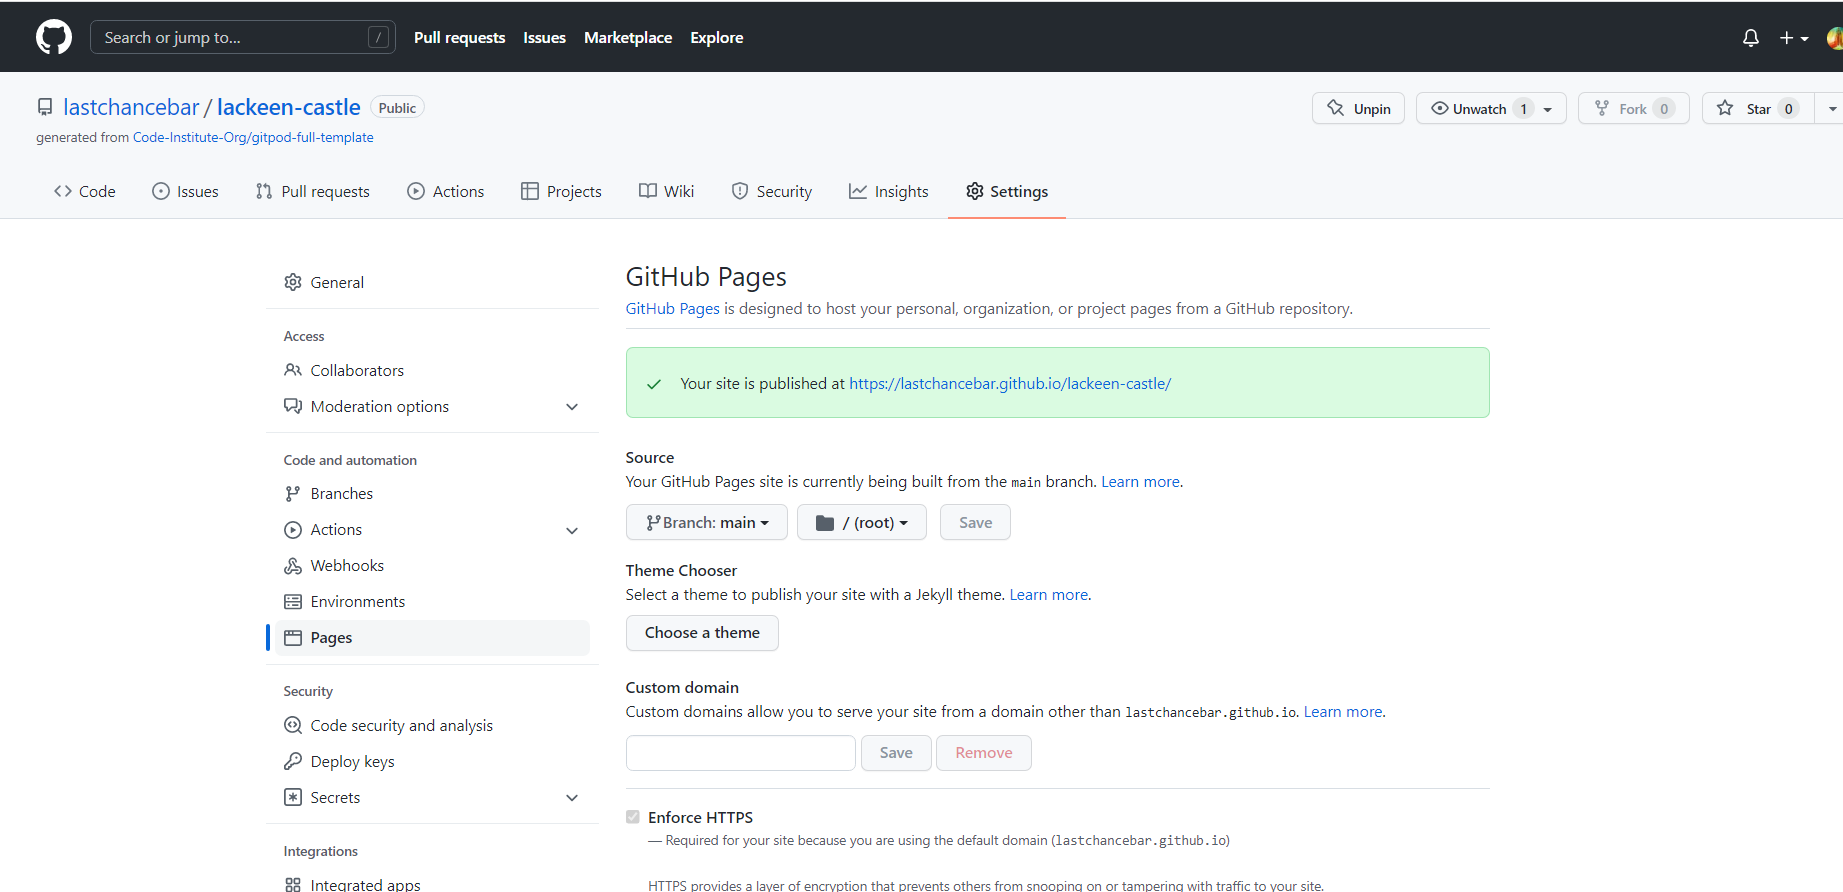 Search or jump to... / Pull requests Issues Marketplace Explore
lastchancebar / lackeen-castle Public Unpin Unwatch 1 Fork 0 Star 0
generated from Code-Institute-Org/gitpod-full-template
Code Issues Pull requests Actions Projects Wiki Security Insights Settings
General
Access
Collaborators
Moderation options
Code and automation
Branches
Actions
Webhooks
Environments
Pages
Security
Code security and analysis
Deploy keys
Secrets
Integrations
Integrated apps
GitHub Pages
GitHub Pages is designed to host your personal, organization, or project pages from a GitHub repository.
Your site is published at https://lastchancebar.github.io/lackeen-castle/
Source
Your GitHub Pages site is currently being built from the main branch. Learn more.
Branch: main / (root) Save
Theme Chooser
Select a theme to publish your site with a Jekyll theme. Learn more.
Choose a theme
Custom domain
Custom domains allow you to serve your site from a domain other than lastchancebar.github.io. Learn more.
Save Remove
Enforce HTTPS
— Required for your site because you are using the default domain (lastchancebar.github.io)
HTTPS provides a layer of encryption that prevents others from snooping on or tampering with traffic to your site.